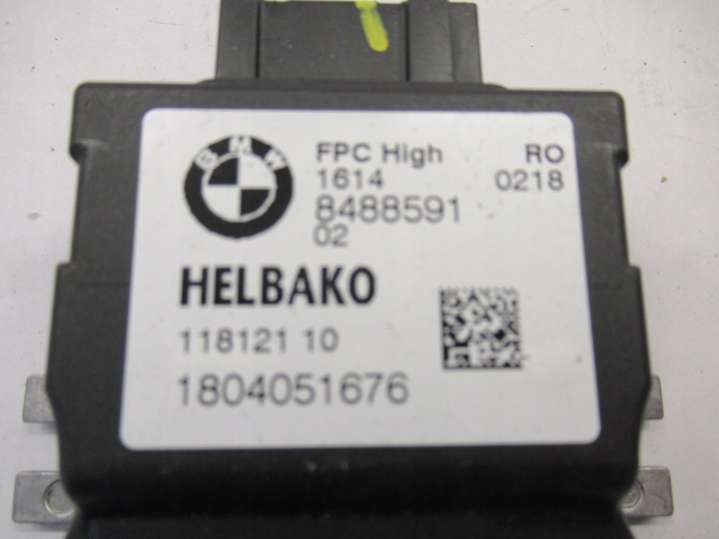 BMW
FPC High RO
1614 0218
8488591
02
HELBAKO
118121 10
1804051676